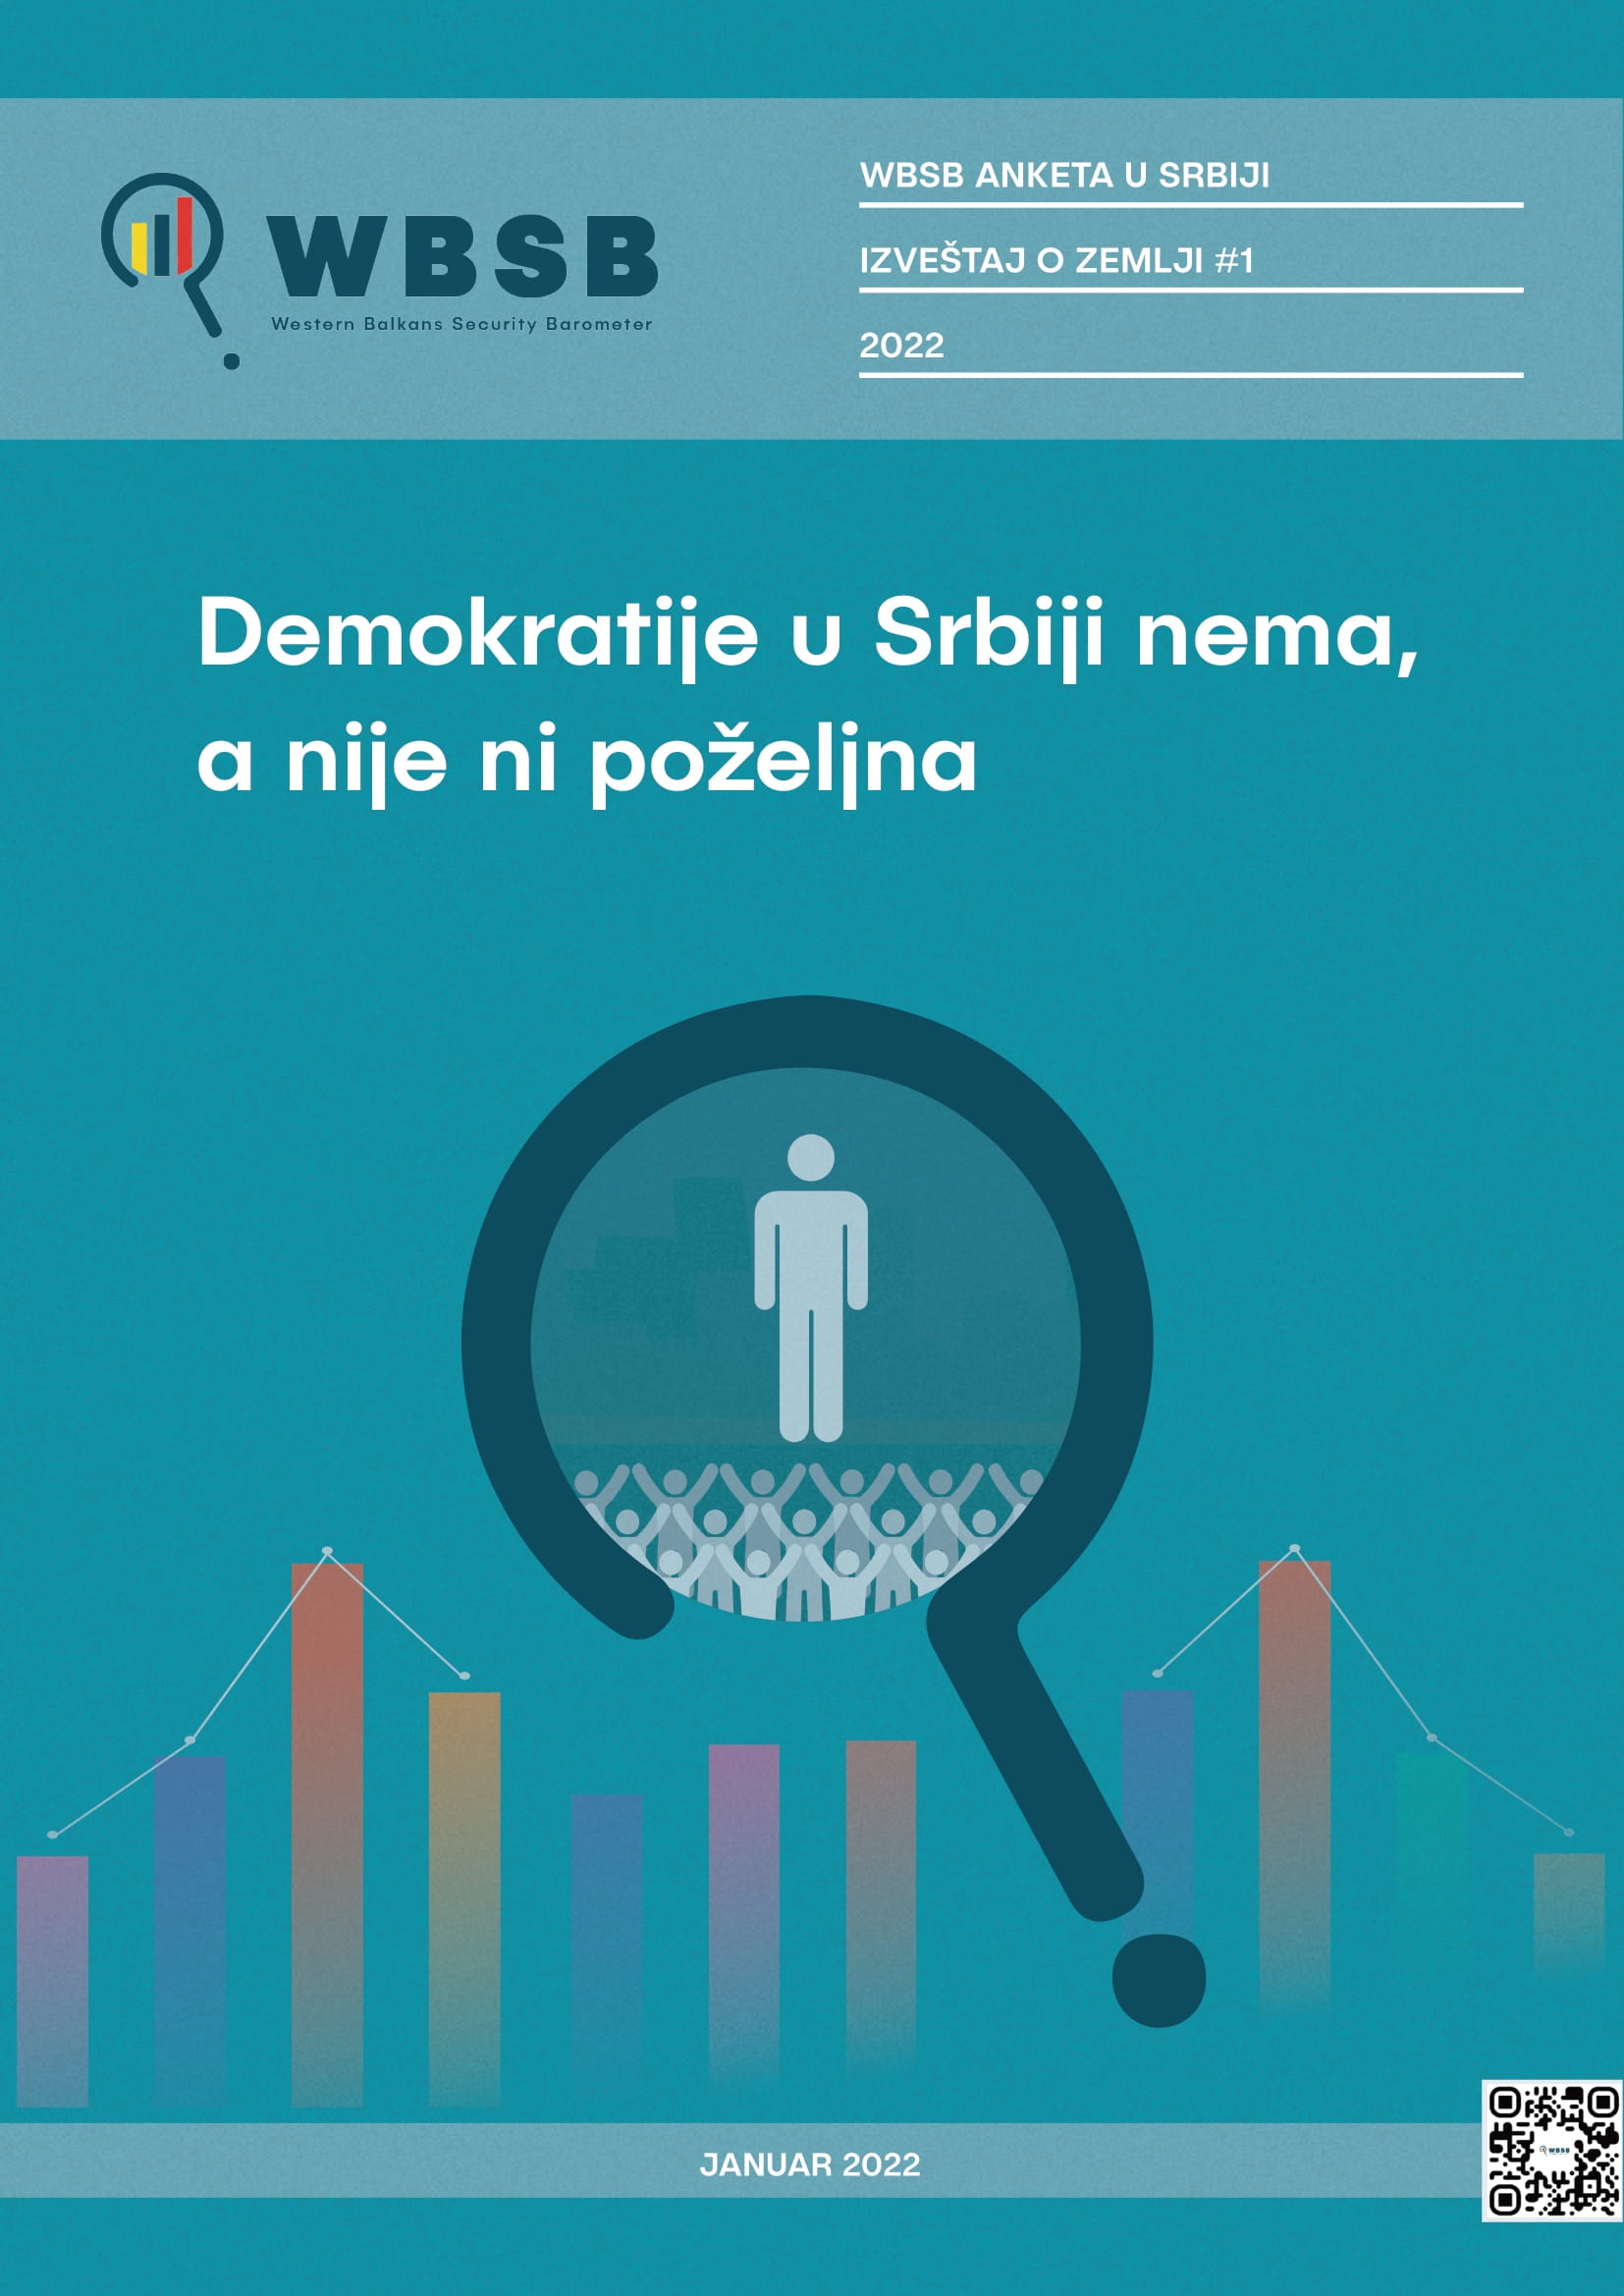 WBSB
Western Balkans Security Barometer
WBSB ANKETA U SRBIJI
IZVEŠTAJ O ZEMLJI #1
2022
Demokratije u Srbiji nema,
a nije ni poželjna
JANUAR 2022
WBSB